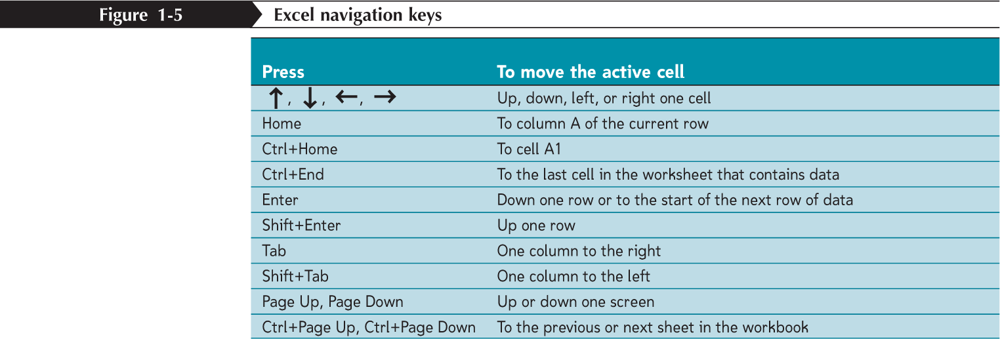 Figure 1-5 Excel navigation keys
Press To move the active cell
↑, ↓, ←, → Up, down, left, or right one cell
Home To column A of the current row
Ctrl+Home To cell A1
Ctrl+End To the last cell in the worksheet that contains data
Enter Down one row or to the start of the next row of data
Shift+Enter Up one row
Tab One column to the right
Shift+Tab One column to the left
Page Up, Page Down Up or down one screen
Ctrl+Page Up, Ctrl+Page Down To the previous or next sheet in the workbook